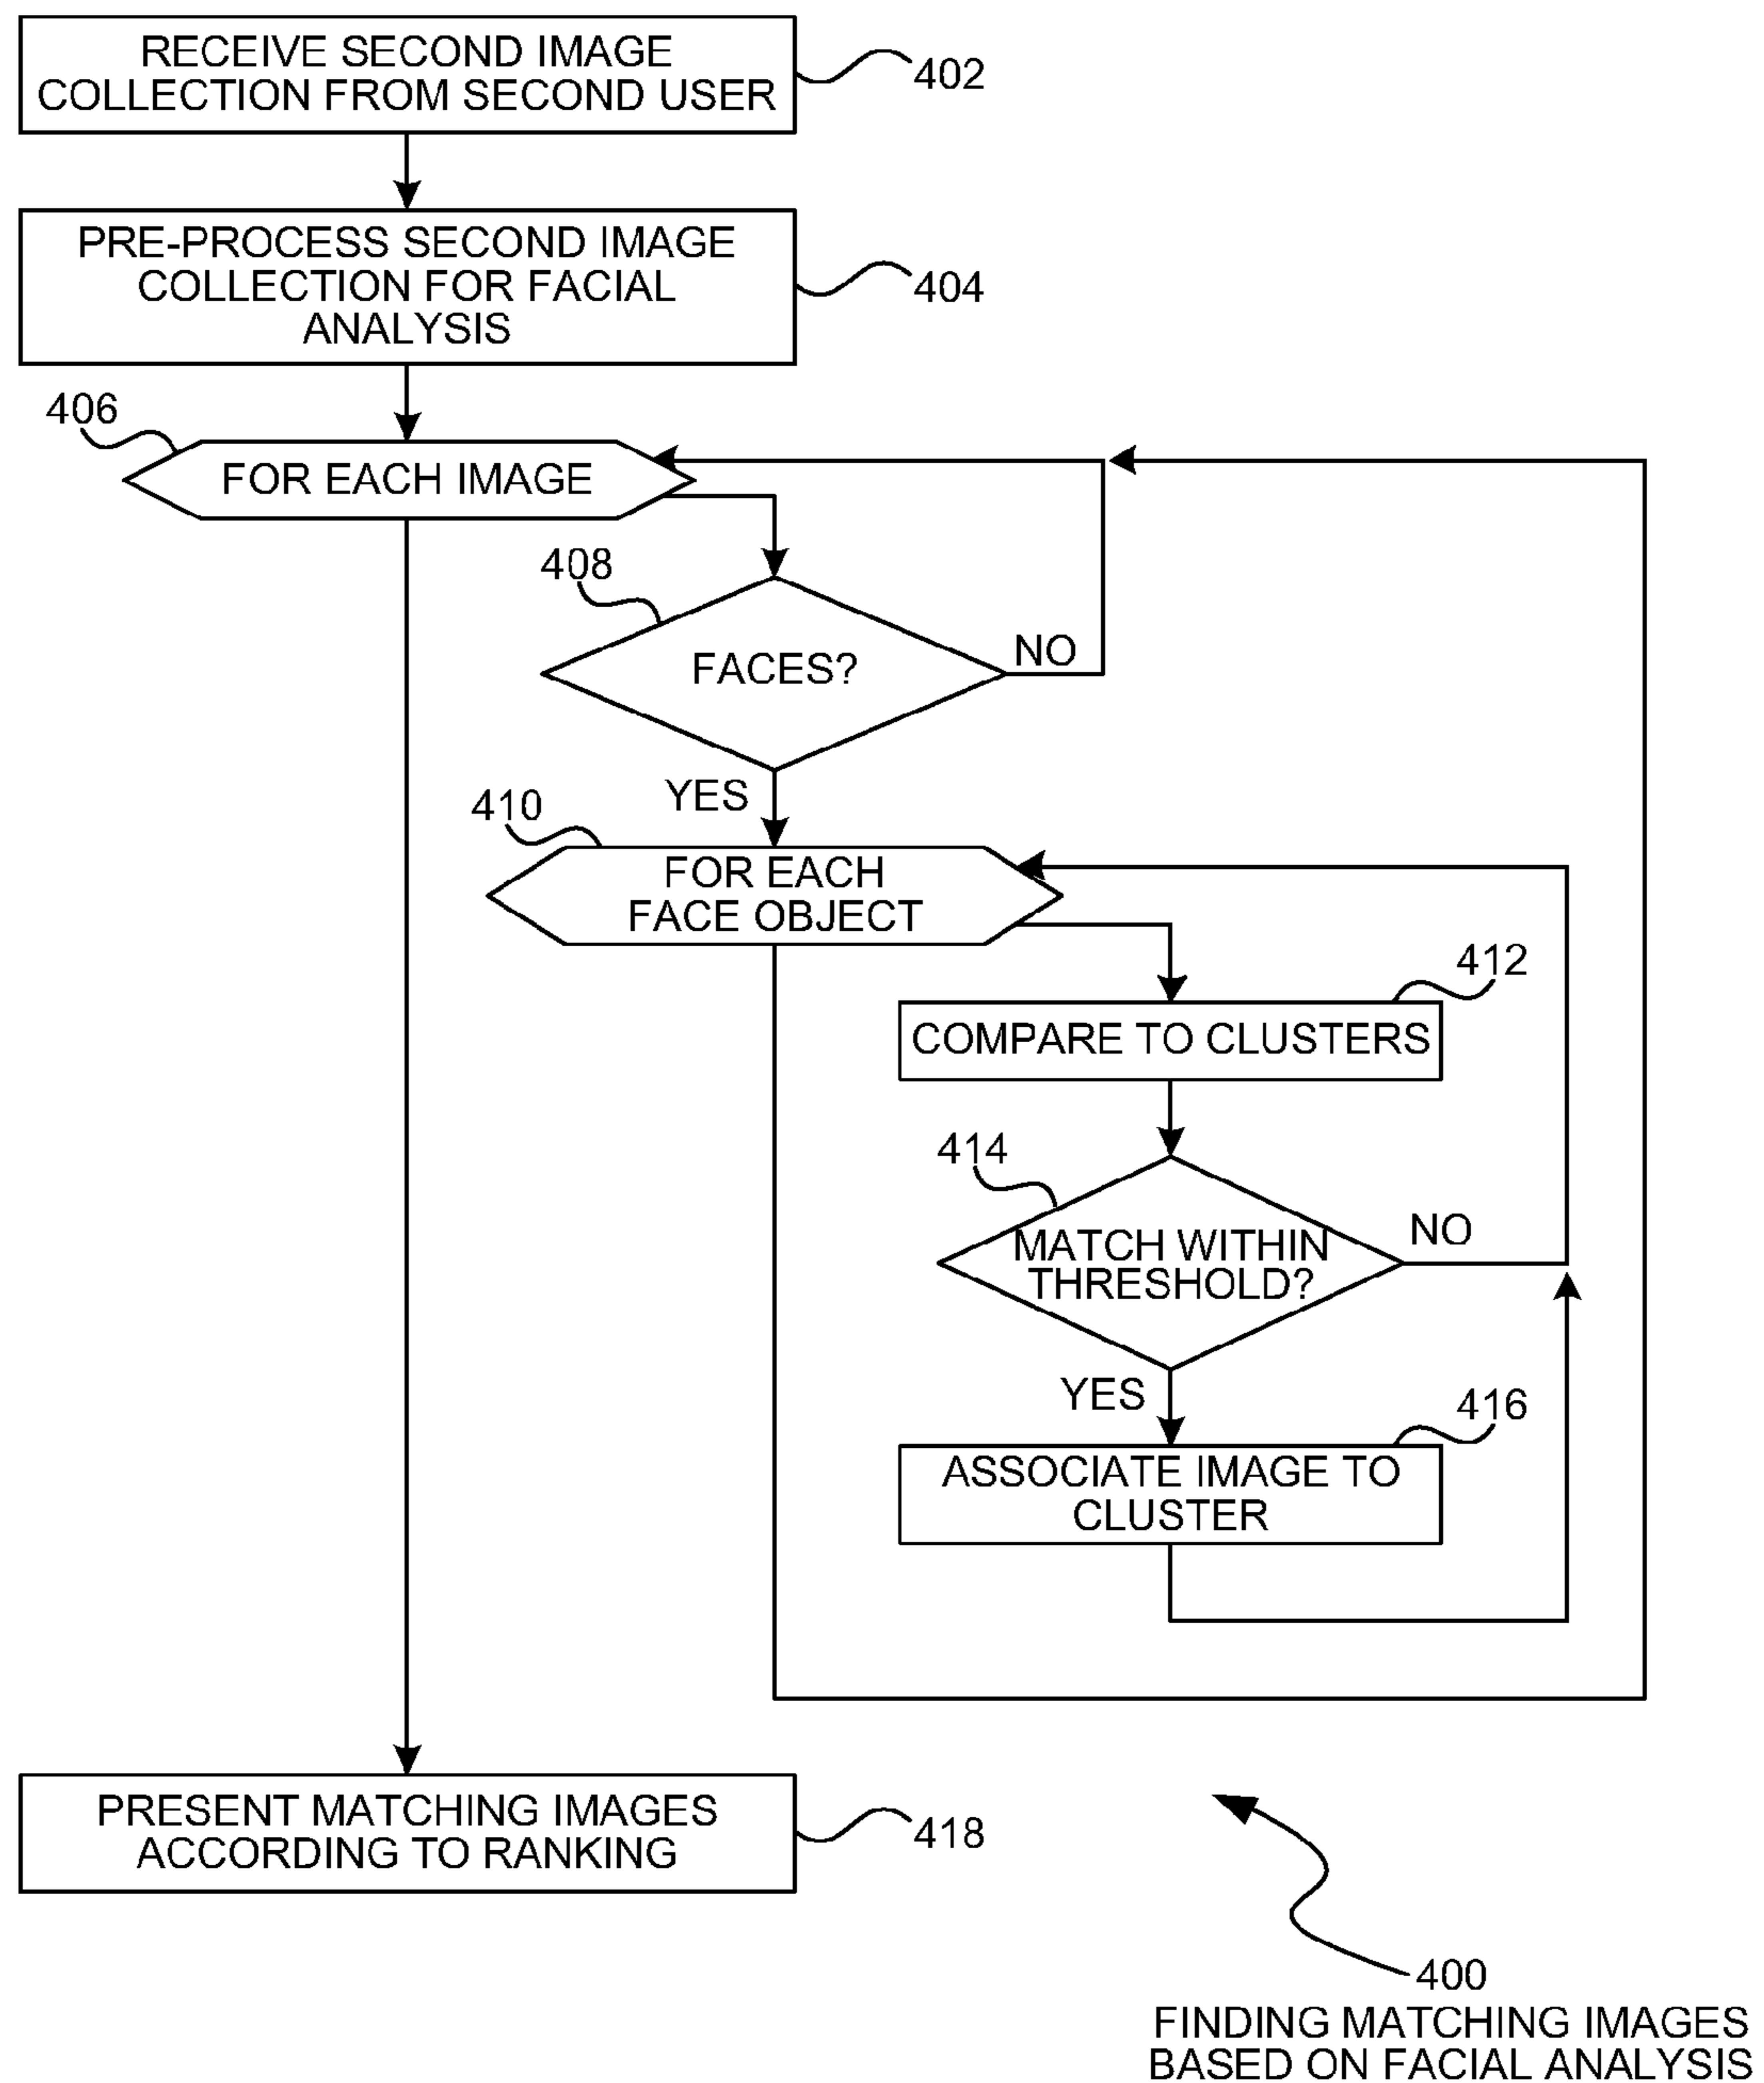 RECEIVE SECOND IMAGE
COLLECTION FROM SECOND USER
402
PRE-PROCESS SECOND IMAGE
COLLECTION FOR FACIAL
ANALYSIS
404
406
FOR EACH IMAGE
408
FACES?
NO
YES
410
FOR EACH
FACE OBJECT
412
COMPARE TO CLUSTERS
414
MATCH WITHIN
THRESHOLD?
NO
YES
416
ASSOCIATE IMAGE TO
CLUSTER
PRESENT MATCHING IMAGES
ACCORDING TO RANKING
418
400
FINDING MATCHING IMAGES
BASED ON FACIAL ANALYSIS